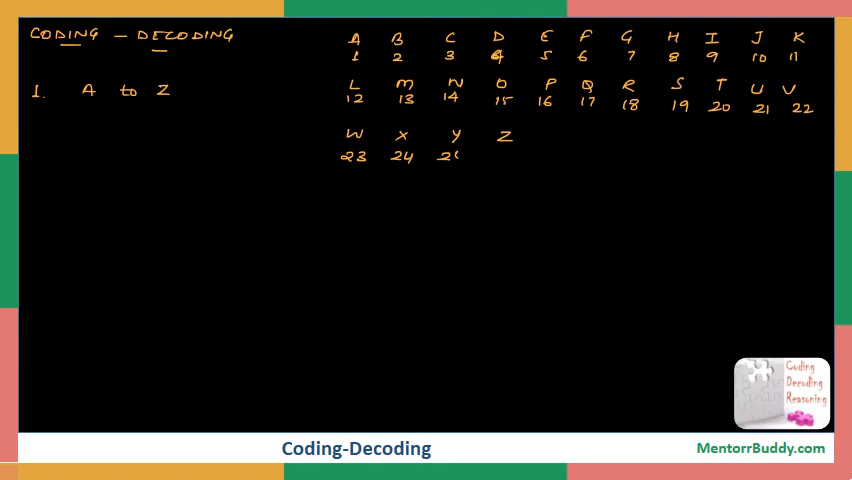 CODING – DECODING
A B C D E F G H I J K
1 2 3 4 5 6 7 8 9 10 11
1. A to Z
L M N O P Q R S T U V
12 13 14 15 16 17 18 19 20 21 22
W X Y Z
23 24 2
Coding
Decoding
Reasoning
Coding-Decoding
MentorrBuddy.com